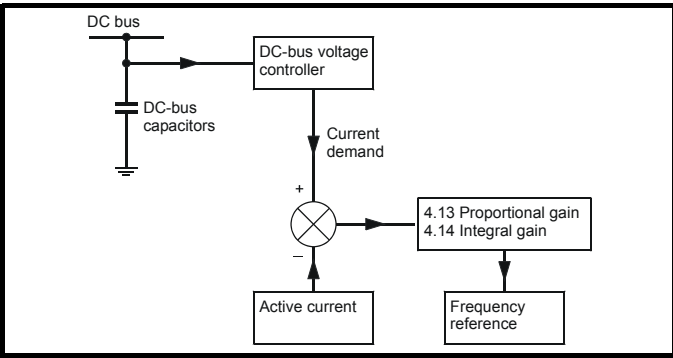 DC bus
DC-bus voltage
controller
DC-bus
capacitors
Current
demand
+
4.13 Proportional gain
4.14 Integral gain
−
Active current
Frequency
reference